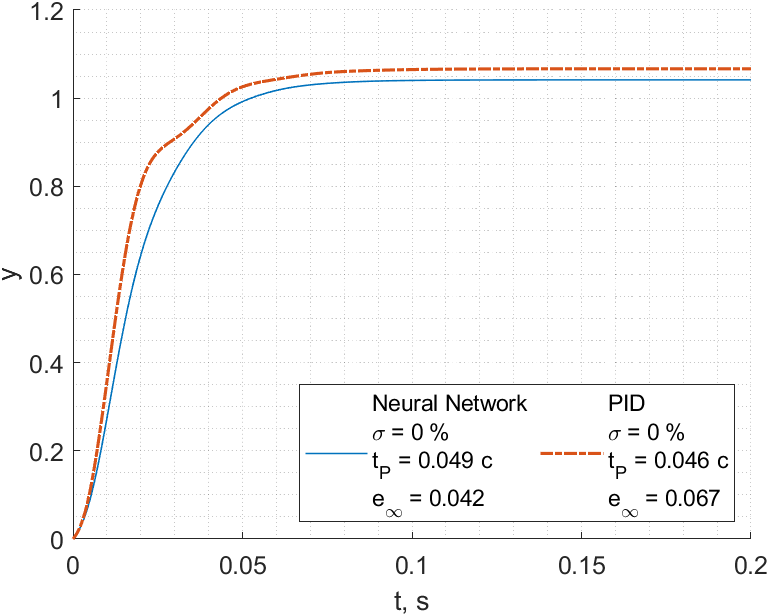 1.2
1
0.8
0.6
0.4
0.2
0
y
Neural Network
σ = 0 %
t_P = 0.049 c
e_∞ = 0.042
PID
σ = 0 %
t_P = 0.046 c
e_∞ = 0.067
0 0.05 0.1 0.15 0.2
t, s